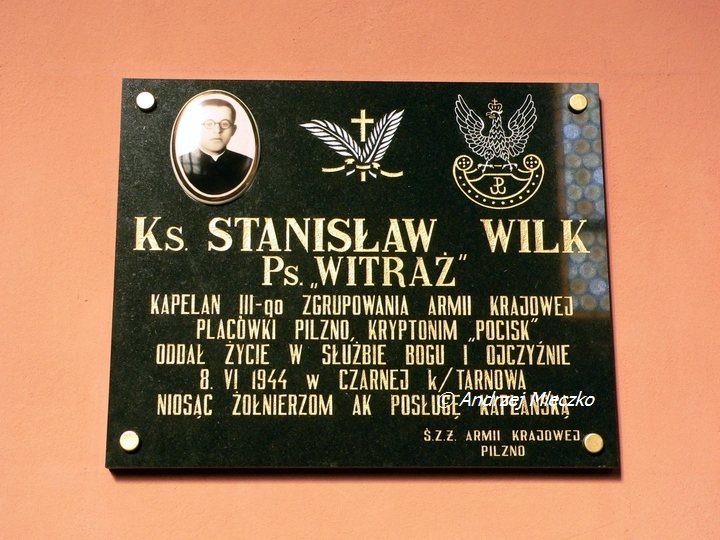 Ks. STANISŁAW WILK
Ps. „WITRAŻ"
KAPELAN III-go ZGRUPOWANIA ARMII KRAJOWEJ
PLACÓWKI PILZNO, KRYPTONIM „POCISK"
ODDAŁ ŻYCIE W SŁUŻBIE BOGU I OJCZYŹNIE
8. VI 1944 w CZARNEJ k/TARNOWA
NIOSĄC ŻOŁNIERZOM AK POSŁUGĘ KAPŁAŃSKĄ
© Andrzej Mleczko
Ś.Z.Ż. ARMII KRAJOWEJ
PILZNO